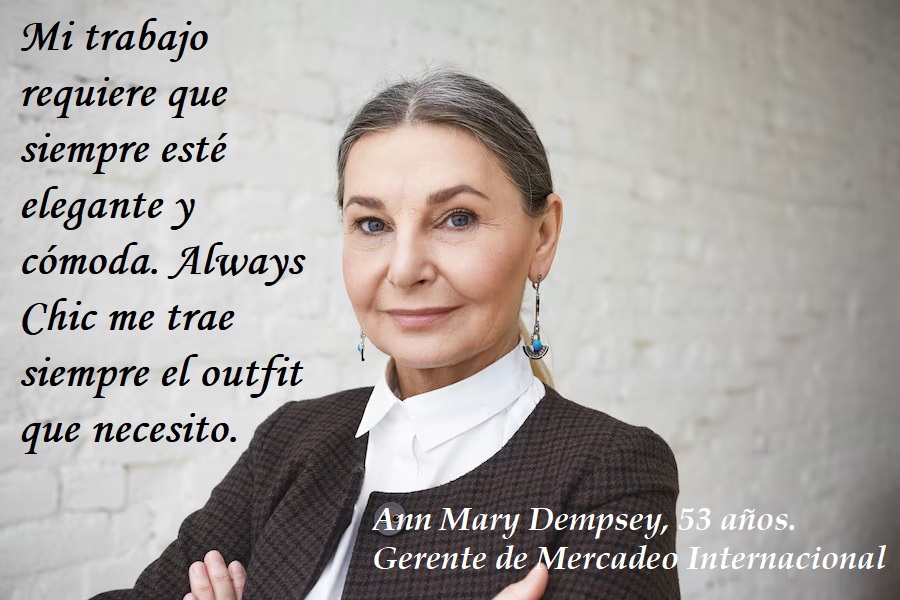 Mi trabajo
requiere que
siempre esté
elegante y
cómoda. Always
Chic me trae
siempre el outfit
que necesito.
Ann Mary Dempsey, 53 años.
Gerente de Mercadeo Internacional